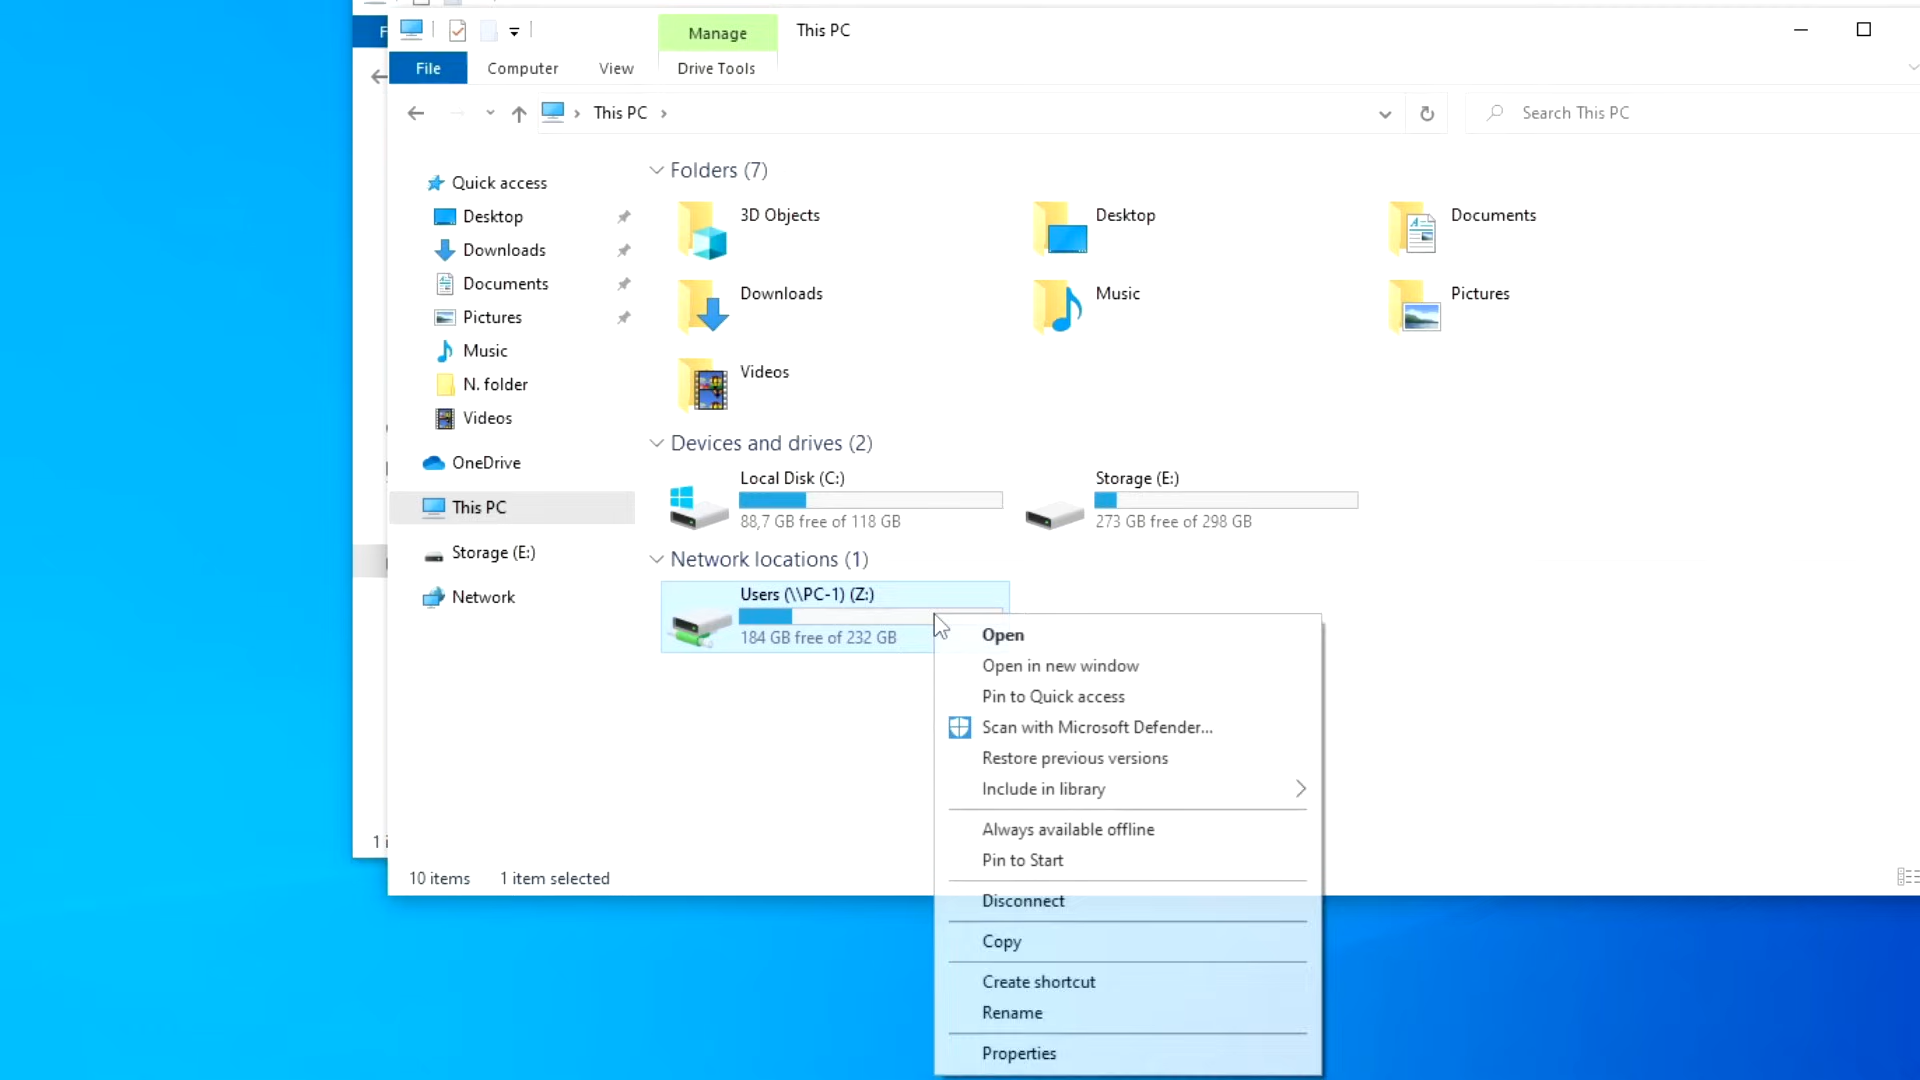 Manage
This PC
File
Computer
View
Drive Tools
This PC
Search This PC
Quick access
Desktop
Downloads
Documents
Pictures
Music
N. folder
Videos
OneDrive
This PC
Storage (E:)
Network
Folders (7)
3D Objects
Desktop
Documents
Downloads
Music
Pictures
Videos
Devices and drives (2)
Local Disk (C:)
88,7 GB free of 118 GB
Storage (E:)
273 GB free of 298 GB
Network locations (1)
Users (\\PC-1) (Z:)
184 GB free of 232 GB
Open
Open in new window
Pin to Quick access
Scan with Microsoft Defender...
Restore previous versions
Include in library
Always available offline
Pin to Start
Disconnect
Copy
Create shortcut
Rename
Properties
10 items
1 item selected